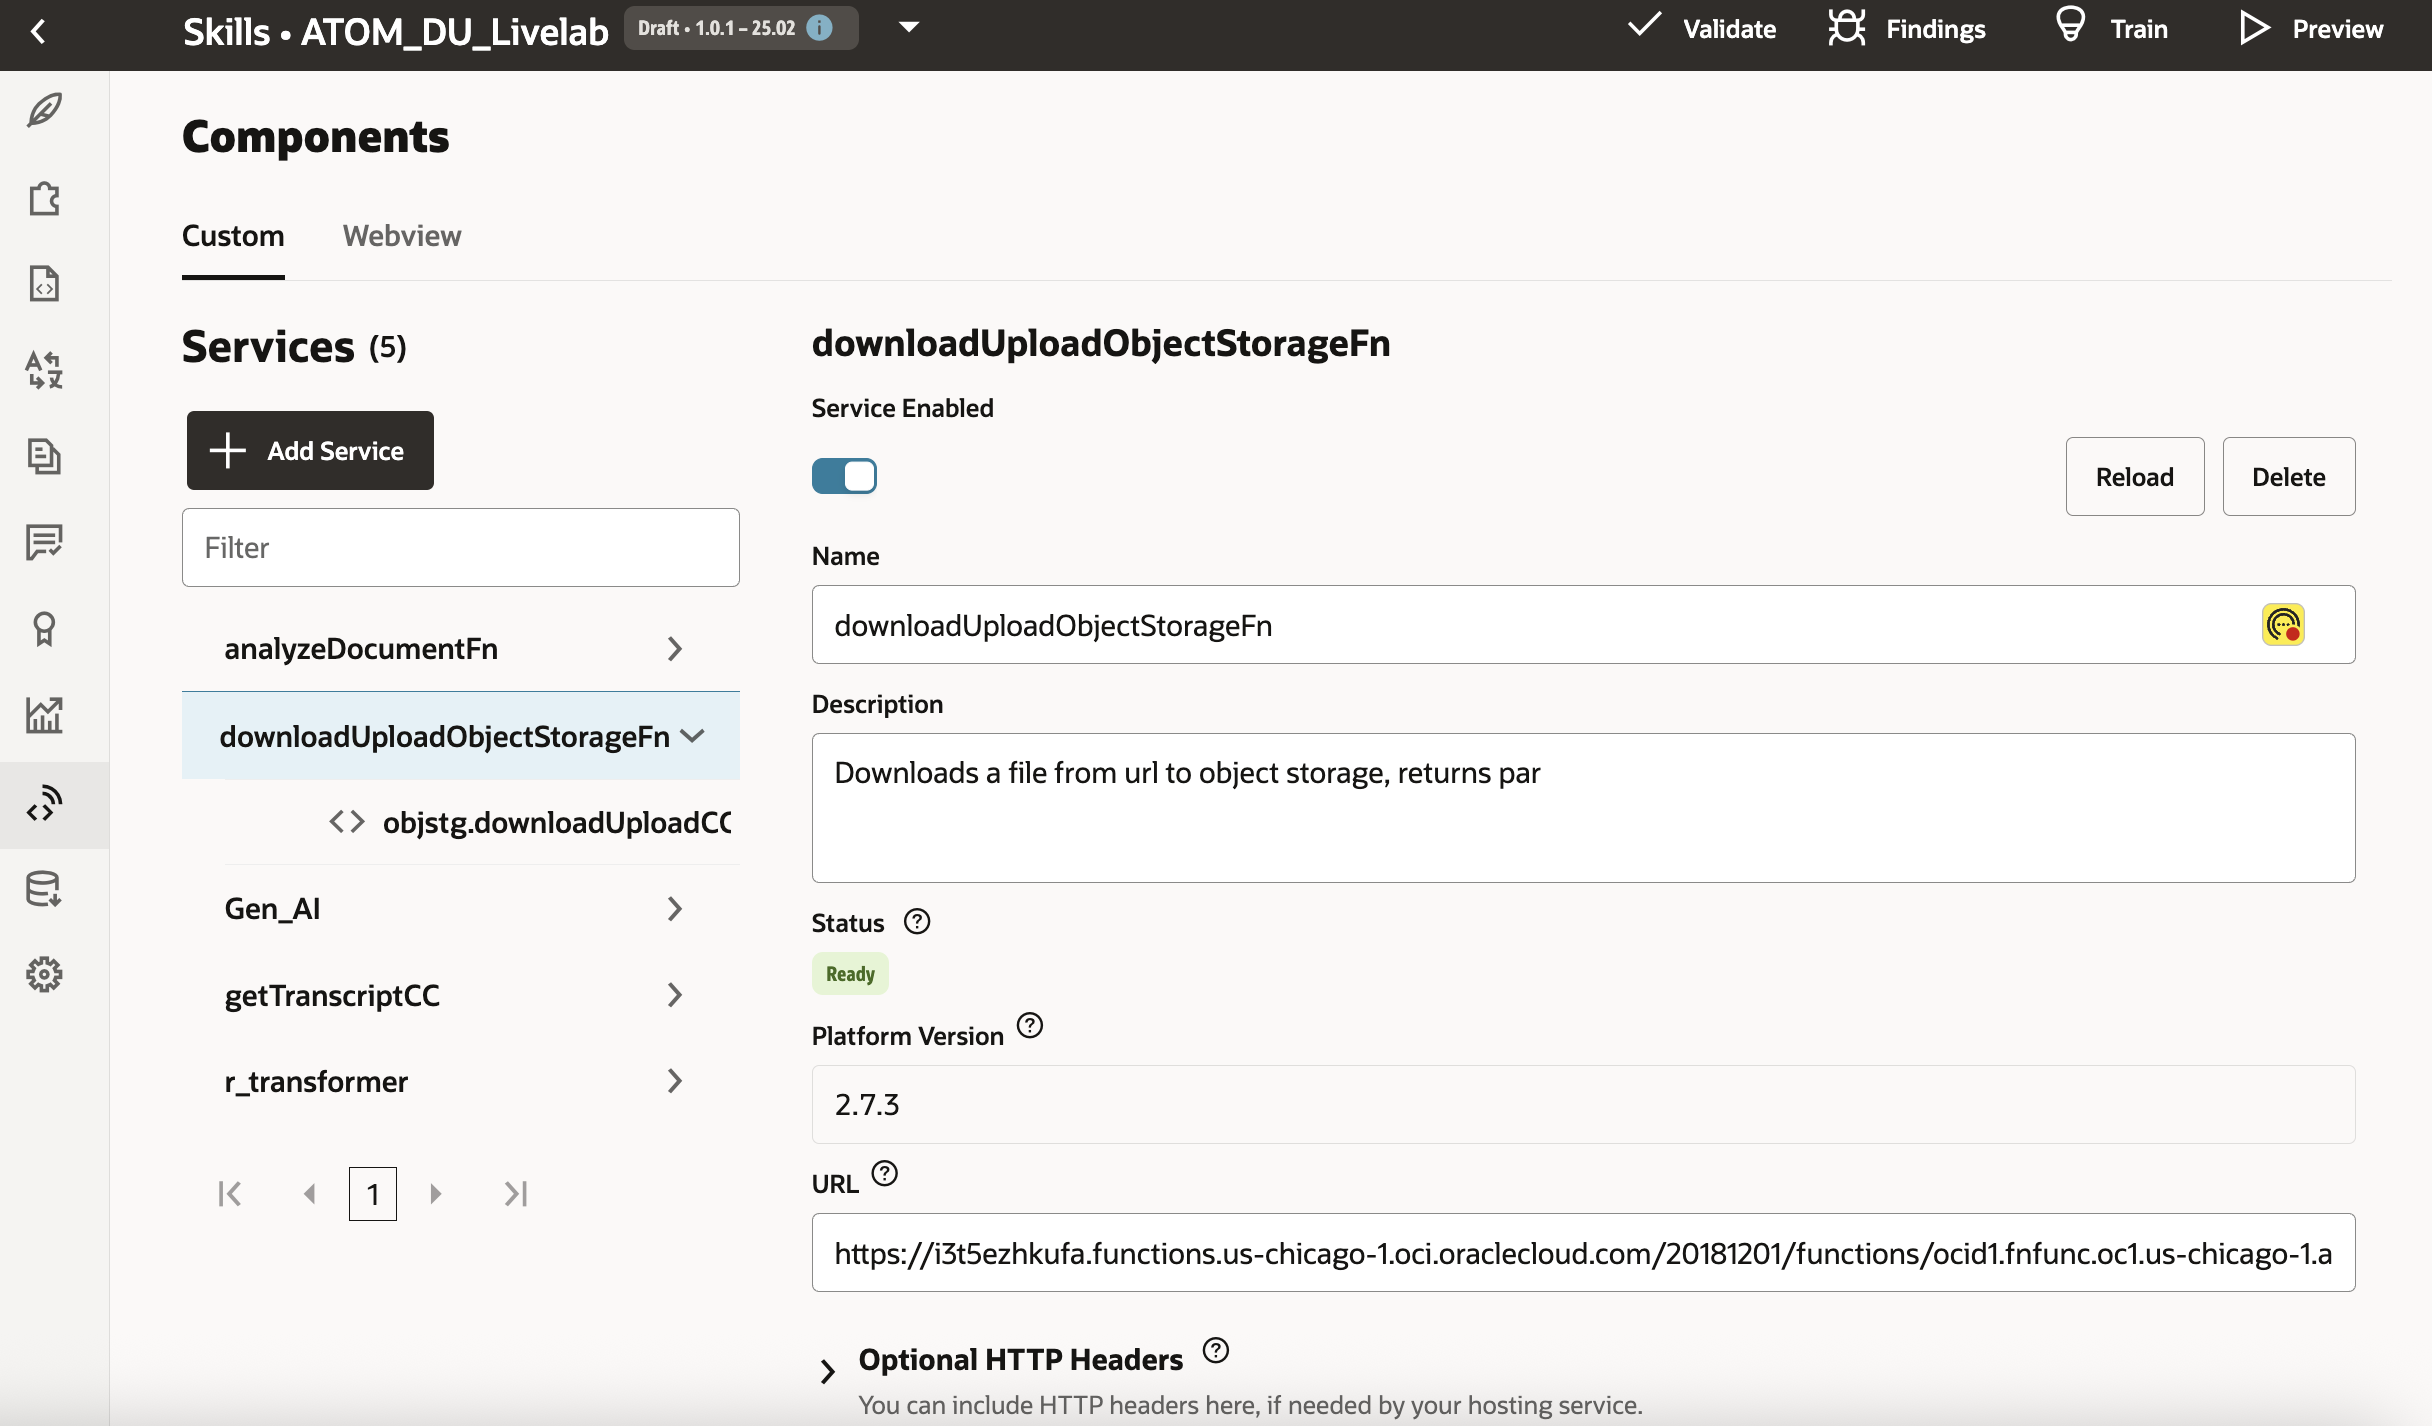 Skills • ATOM_DU_Livelab
Draft • 1.0.1 – 25.02
Validate
Findings
Train
Preview
Components
Custom
Webview
Services (5)
Add Service
Filter
analyzeDocumentFn
downloadUploadObjectStorageFn
objstg.downloadUploadCC
Gen_AI
getTranscriptCC
r_transformer
1
downloadUploadObjectStorageFn
Service Enabled
Reload
Delete
Name
downloadUploadObjectStorageFn
Description
Downloads a file from url to object storage, returns par
Status
Ready
Platform Version
2.7.3
URL
https://i3t5ezhkufa.functions.us-chicago-1.oci.oraclecloud.com/20181201/functions/ocid1.fnfunc.oc1.us-chicago-1.a
Optional HTTP Headers
You can include HTTP headers here, if needed by your hosting service.